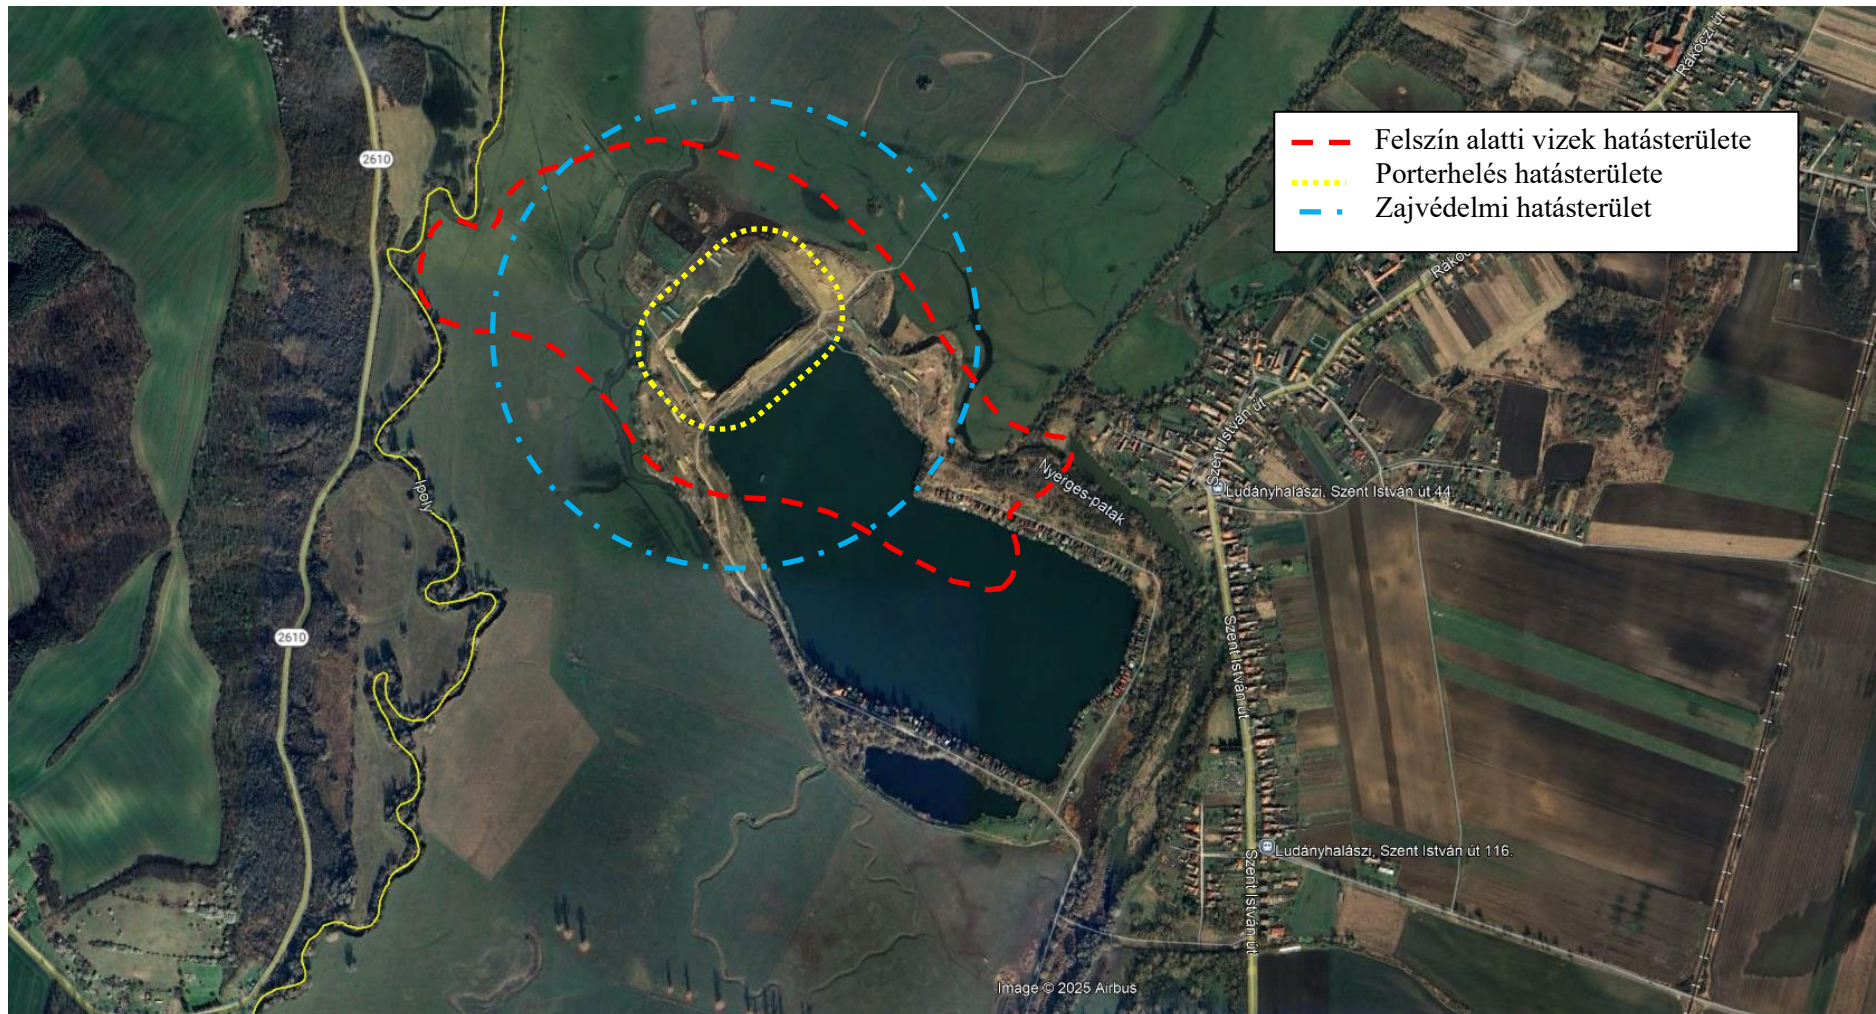 Rákóczi út
2610
Felszín alatti vizek hatásterülete
Porterhelés hatásterülete
Zajvédelmi hatásterület
Rákóc
Szent István út
Nyerges-patak
Ludányhalászi, Szent István út 44.
Ipoly
2610
Szent István út
Ludányhalászi, Szent István út 116.
Szent István út
Image © 2025 Airbus